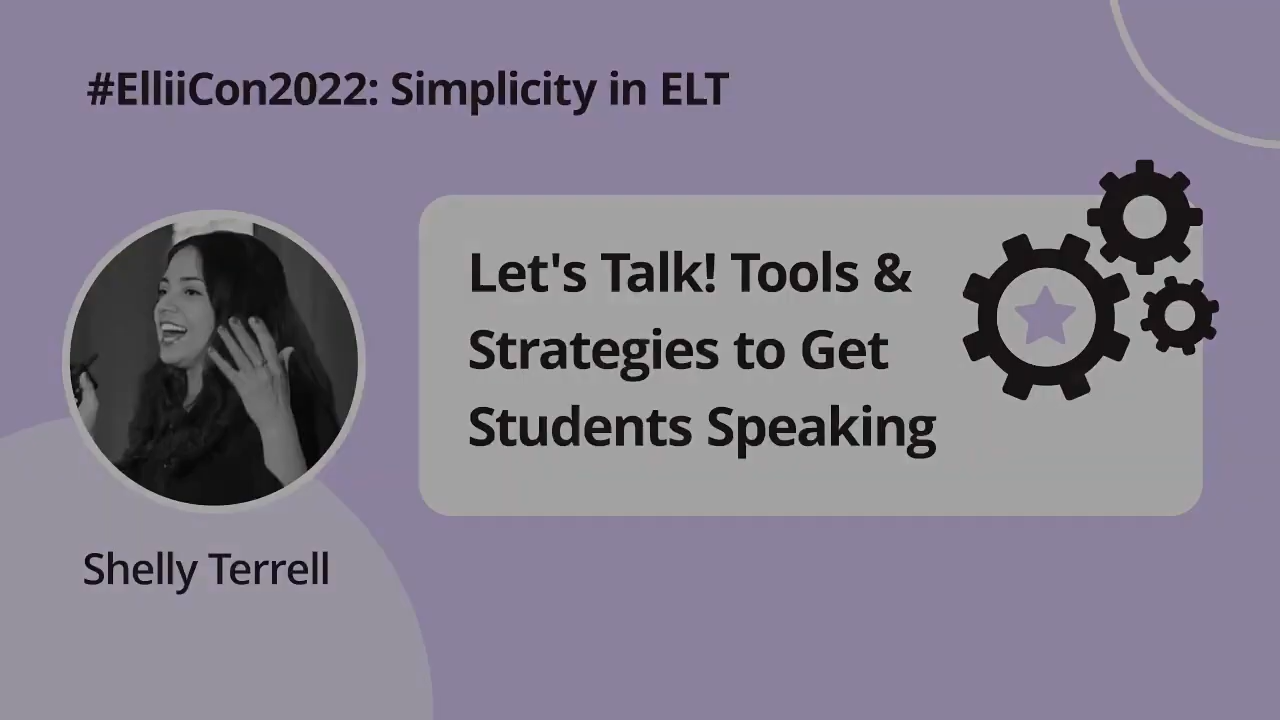 #ElliiCon2022: Simplicity in ELT
Let's Talk! Tools &
Strategies to Get
Students Speaking
Shelly Terrell